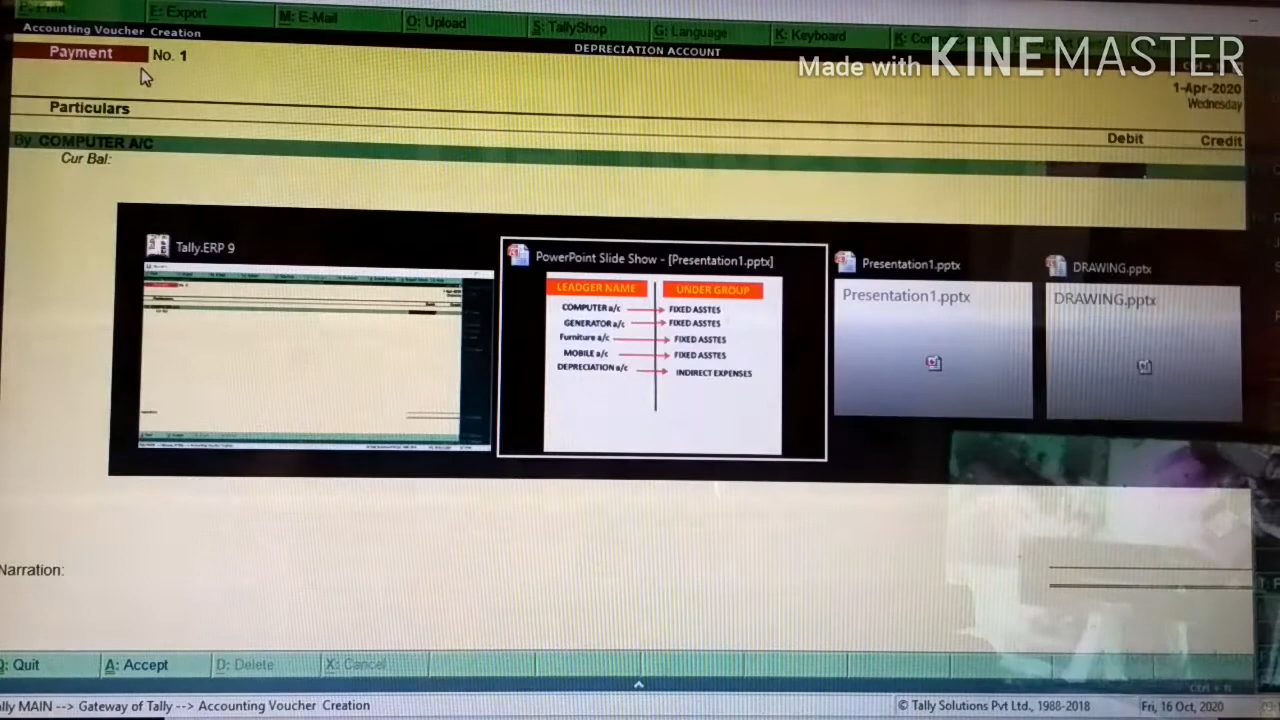 P: Print E: Export M: E-Mail O: Upload S: TallyShop G: Language K: Keyboard
Accounting Voucher Creation
DEPRECIATION ACCOUNT
Made with KINEMASTER
Payment No. 1
1-Apr-2020
Wednesday
Particulars
Debit Credit
By COMPUTER A/C
Cur Bal:
Tally.ERP 9
PowerPoint Slide Show - [Presentation1.pptx]
Presentation1.pptx
DRAWING.pptx
LEADGER NAME UNDER GROUP
COMPUTER a/c FIXED ASSTES
GENERATOR a/c FIXED ASSTES
Furniture a/c FIXED ASSTES
MOBILE a/c FIXED ASSTES
DEPRECIATION a/c INDIRECT EXPENSES
Presentation1.pptx
DRAWING.pptx
Narration:
Q: Quit A: Accept D: Delete X: Cancel
Ctrl + N
Tally MAIN --> Gateway of Tally --> Accounting Voucher Creation © Tally Solutions Pvt Ltd., 1988-2018 Fri, 16 Oct, 2020